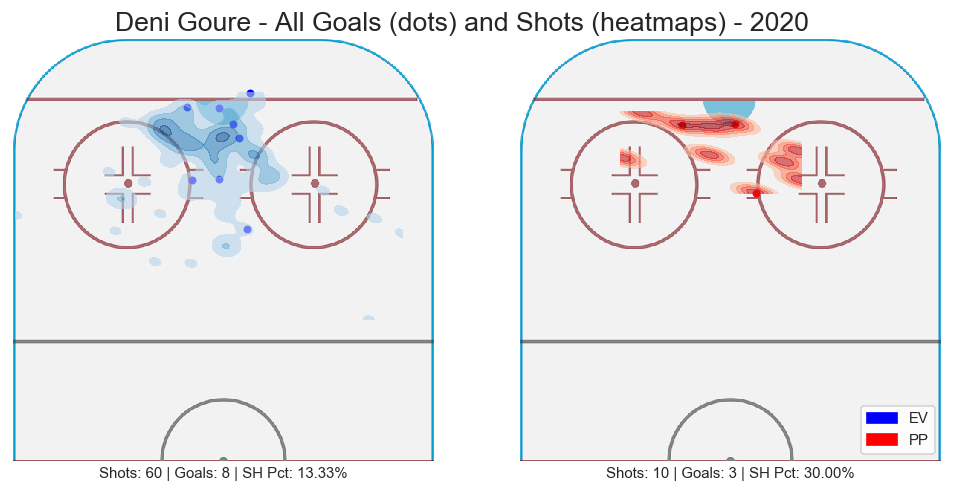 Deni Goure - All Goals (dots) and Shots (heatmaps) - 2020
EV
PP
Shots: 60 | Goals: 8 | SH Pct: 13.33%
Shots: 10 | Goals: 3 | SH Pct: 30.00%